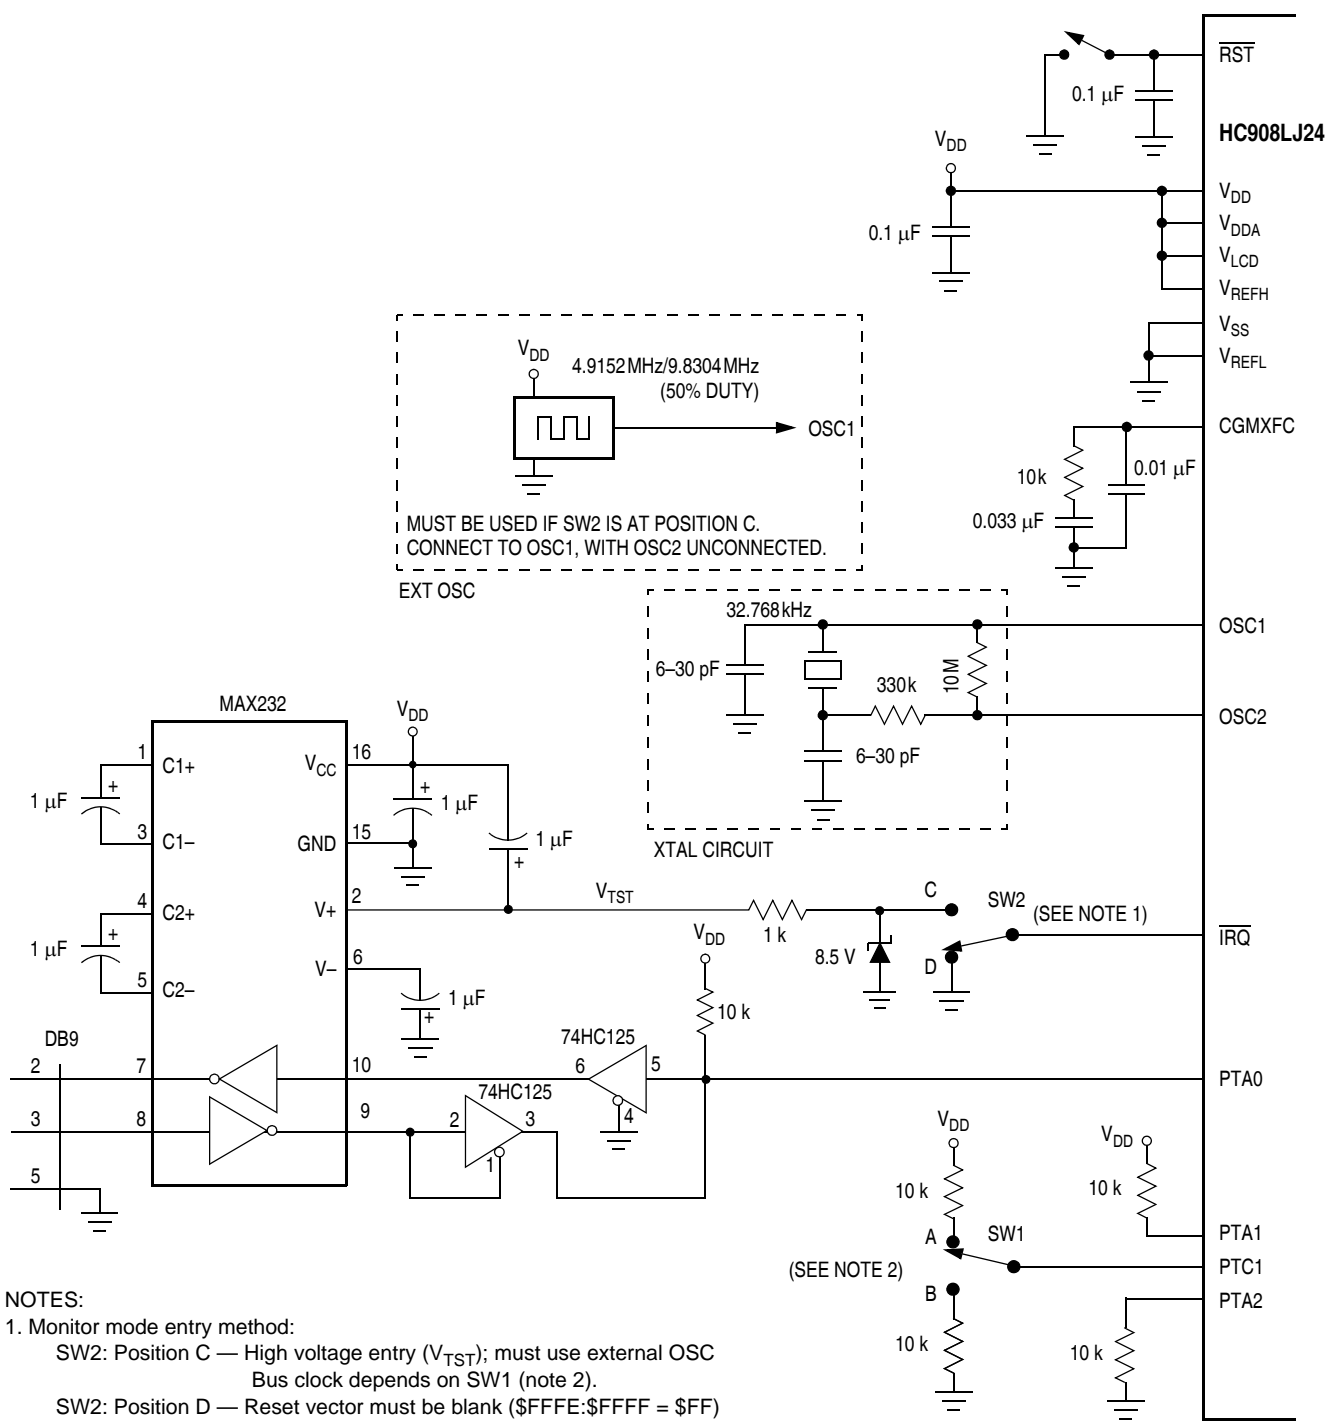 RST
0.1 μF
HC908LJ24
VDD
VDD
0.1 μF
VDDA
VLCD
VREFH
VSS
VREFL
VDD
4.9152MHz/9.8304MHz
(50% DUTY)
OSC1
MUST BE USED IF SW2 IS AT POSITION C.
CONNECT TO OSC1, WITH OSC2 UNCONNECTED.
EXT OSC
CGMXFC
10k
0.01 μF
0.033 μF
32.768kHz
OSC1
6–30 pF
330k
10M
OSC2
6–30 pF
XTAL CIRCUIT
MAX232
VDD
1
C1+
VCC
16
1 μF
+
+
1 μF
3
C1–
GND
15
1 μF
+
4
C2+
V+
2
VTST
1 k
8.5 V
C
SW2
(SEE NOTE 1)
D
IRQ
1 μF
+
5
C2–
V–
6
1 μF
+
VDD
10 k
DB9
74HC125
2
7
10
6
5
4
PTA0
74HC125
3
8
9
2
3
1
5
VDD
10 k
VDD
10 k
A
SW1
PTA1
(SEE NOTE 2)
PTC1
B
PTA2
10 k
10 k
NOTES:
1. Monitor mode entry method:
SW2: Position C — High voltage entry (VTST); must use external OSC
Bus clock depends on SW1 (note 2).
SW2: Position D — Reset vector must be blank ($FFFE:$FFFF = $FF)